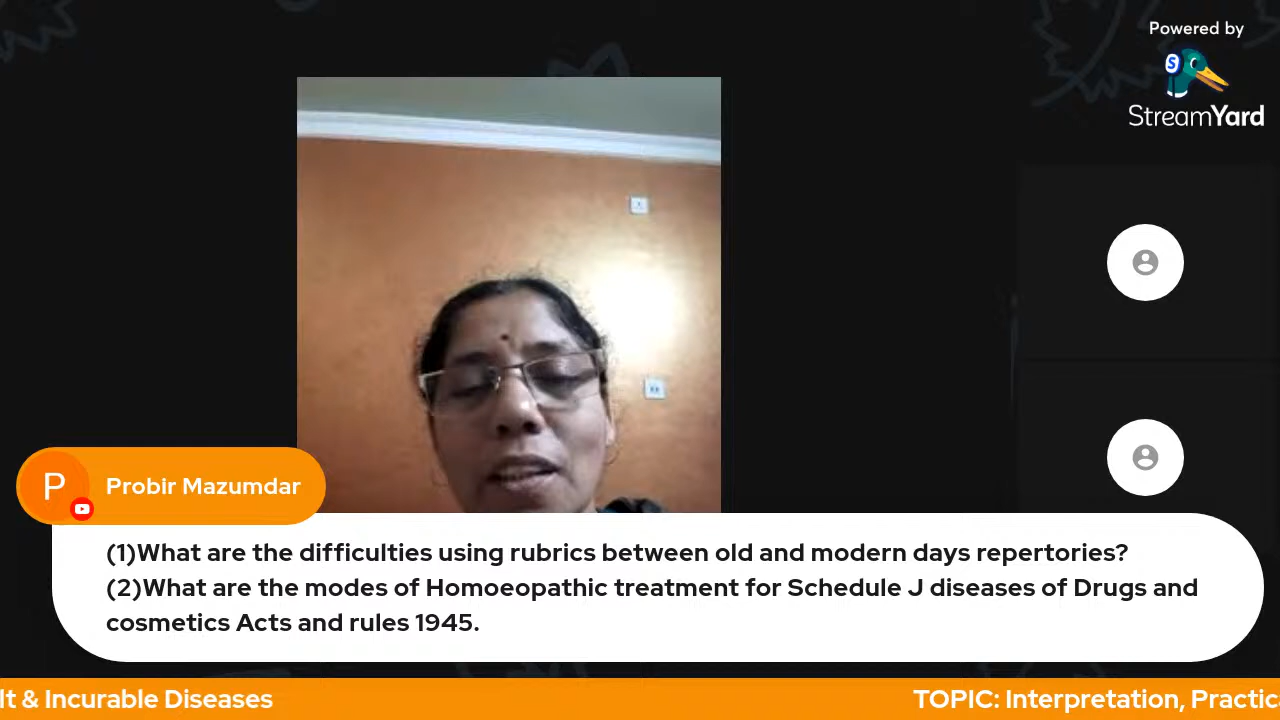 Powered by
StreamYard
P
Probir Mazumdar
(1)What are the difficulties using rubrics between old and modern days repertories?
(2)What are the modes of Homoeopathic treatment for Schedule J diseases of Drugs and
cosmetics Acts and rules 1945.
& Incurable Diseases
TOPIC: Interpretation,